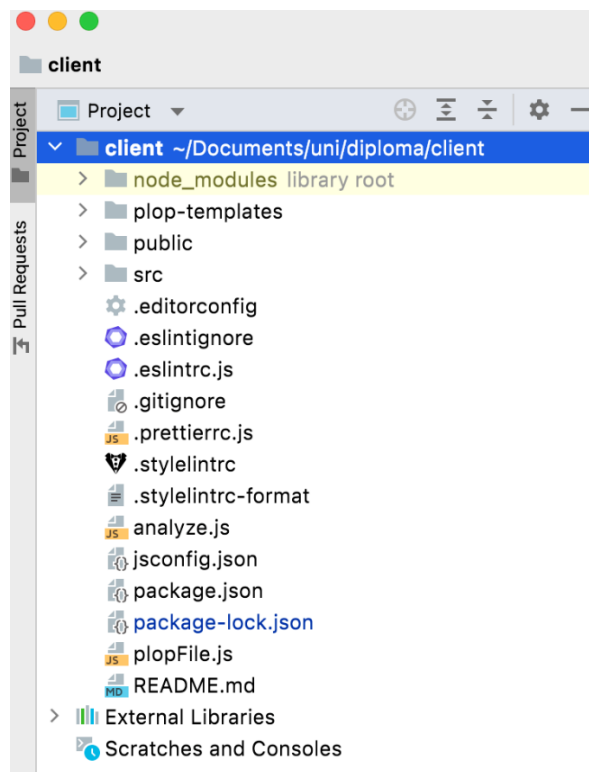 client
Project
Project
Pull Requests
client ~/Documents/uni/diploma/client
node_modules library root
plop-templates
public
src
.editorconfig
.eslintignore
.eslintrc.js
.gitignore
.prettierrc.js
.stylelintrc
.stylelintrc-format
analyze.js
jsconfig.json
package.json
package-lock.json
plopFile.js
README.md
External Libraries
Scratches and Consoles